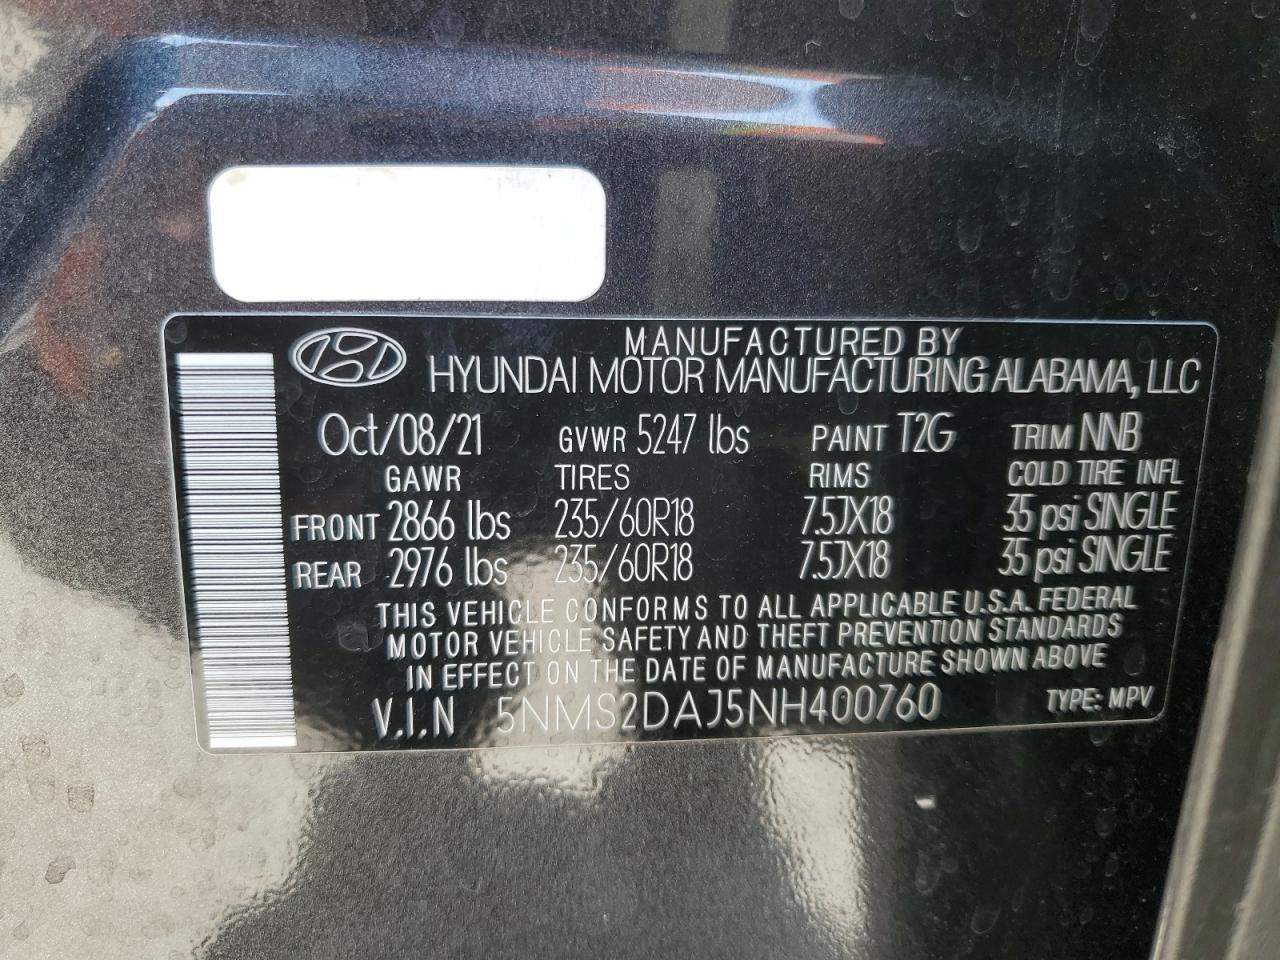 MANUFACTURED BY
HYUNDAI MOTOR MANUFACTURING ALABAMA, LLC
Oct/08/21 GVWR 5247 lbs PAINT T2G TRIM NNB
GAWR TIRES RIMS COLD TIRE INFL
FRONT 2866 lbs 235/60R18 7.5JX18 35 psi SINGLE
REAR 2976 lbs 235/60R18 7.5JX18 35 psi SINGLE
THIS VEHICLE CONFORMS TO ALL APPLICABLE U.S.A. FEDERAL
MOTOR VEHICLE SAFETY AND THEFT PREVENTION STANDARDS
IN EFFECT ON THE DATE OF MANUFACTURE SHOWN ABOVE
V.I.N 5NMS2DAJ5NH400760 TYPE: MPV